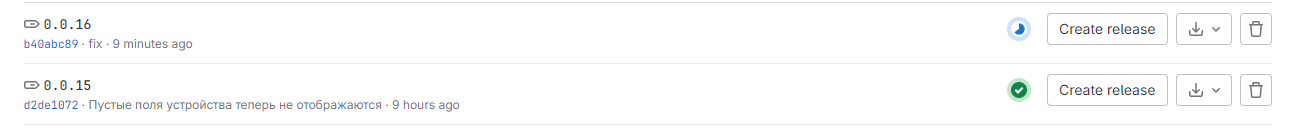 0.0.16
Create release
b40abc89 · fix · 9 minutes ago
0.0.15
Create release
d2de1072 · Пустые поля устройства теперь не отображаются · 9 hours ago